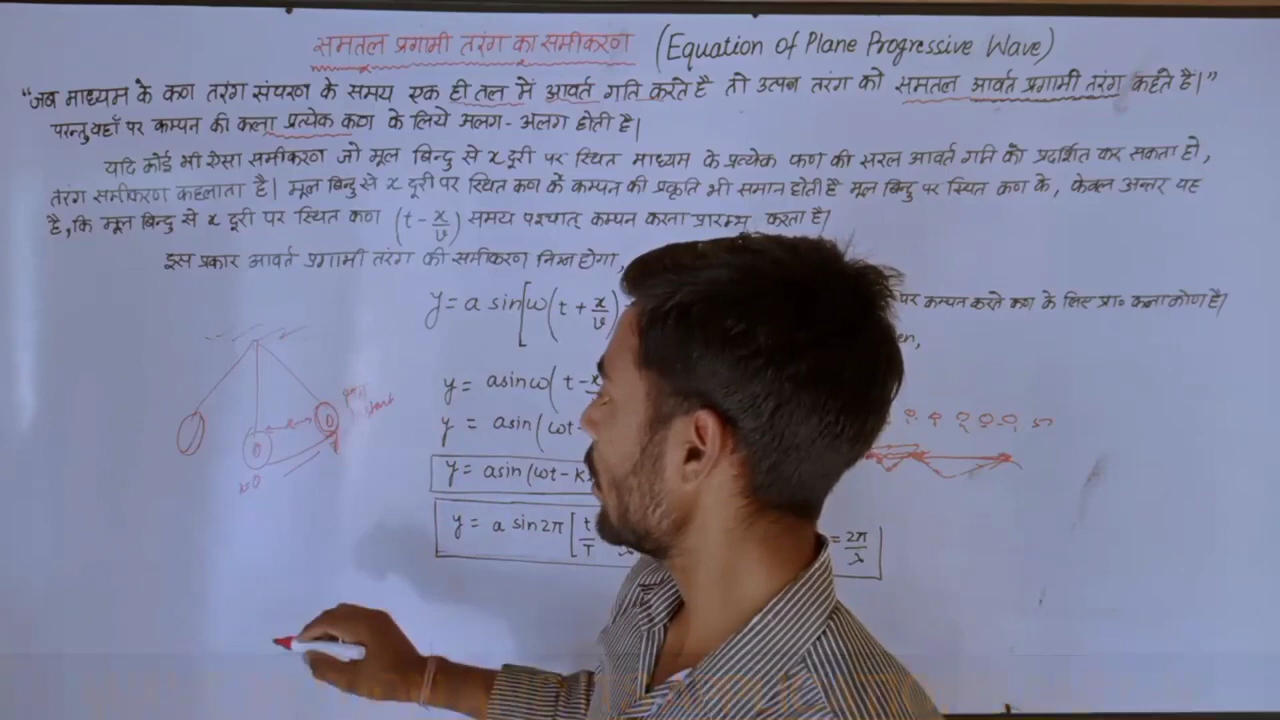 समतल प्रगामी तरंग का समीकरण (Equation of Plane Progressive Wave)
“जब माध्यम के कण तरंग संचरण के समय एक ही तल में आवर्त गति करते है तो उत्पन्न तरंग को समतल आवर्त प्रगामी तरंग कहते है।”
परन्तु यहाँ पर कम्पन की कला प्रत्येक कण के लिये अलग-अलग होती है।
यदि कोई भी ऐसा समीकरण जो मूल बिन्दु से x दूरी पर स्थित माध्यम के प्रत्येक कण की सरल आवर्त गति को प्रदर्शित कर सकता हो,
तरंग समीकरण कहलाता है। मूल बिन्दु से x दूरी पर स्थित कण के कम्पन की प्रकृति भी समान होती है मूल बिन्दु पर स्थित कण के, केवल अन्तर यह
है, कि मूल बिन्दु से x दूरी पर स्थित कण (t - x/v) समय पश्चात् कम्पन करना प्रारम्भ करता है।
इस प्रकार आवर्त प्रगामी तरंग की समीकरण निम्न होगा,
y = a sin[ω(t + x/v) पर कम्पन करते कण के लिए प्रा० कला कोण है।
en,
y = a sin ω(t - x
y = a sin(ωt -
y = a sin(ωt - K
y = a sin 2π [t/T = 2π/λ
x=0